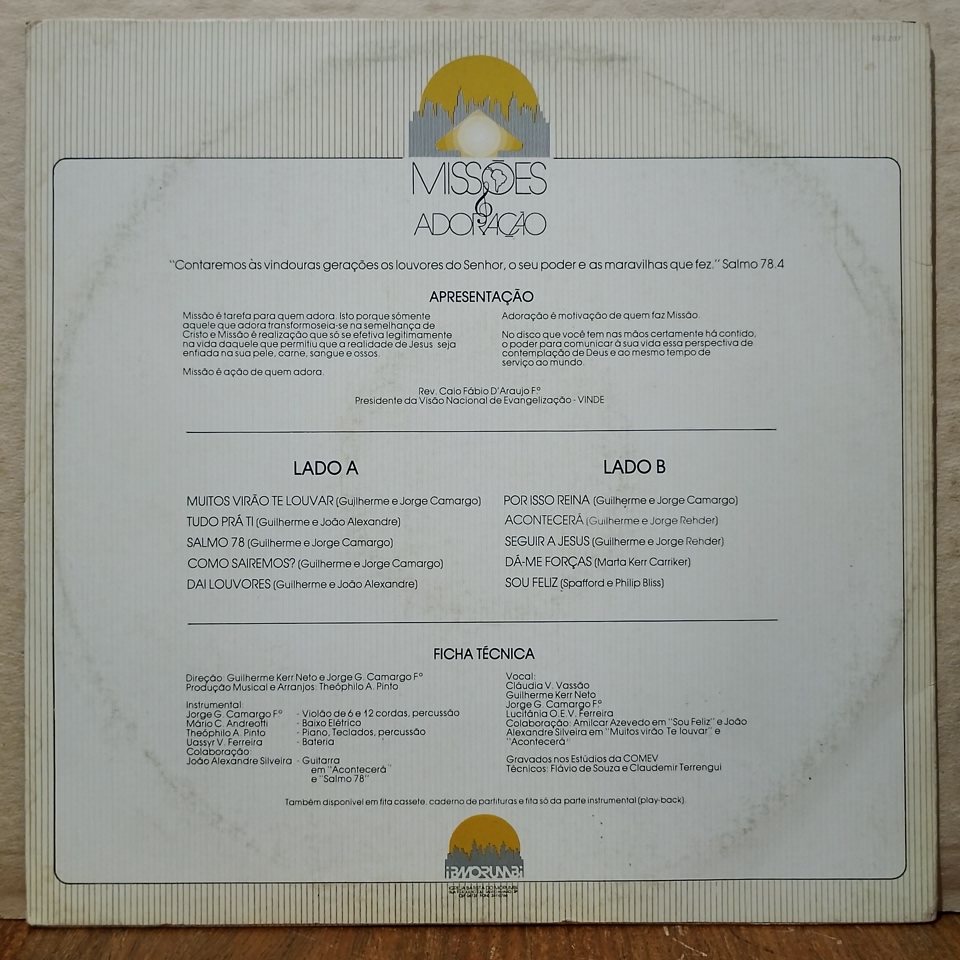 MISSÕES
ADORAÇÃO
"Contaremos às vindouras gerações os louvores do Senhor, o seu poder e as maravilhas que fez." Salmo 78.4
APRESENTAÇÃO
Missão é tarefa para quem adora. Isto porque sómente
aquele que adora transformoseia-se na semelhança de
Cristo e Missão é realização que só se efetiva legitimamente
na vida daquele que permitiu que a realidade de Jesus seja
enfiada na sua pele, carne, sangue e ossos.
Missão é ação de quem adora.
Adoração é motivação de quem faz Missão.
No disco que você tem nas mãos certamente há contido,
o poder para comunicar à sua vida essa perspectiva de
contemplação de Deus e ao mesmo tempo de
serviço ao mundo.
Rev. Caio Fábio D'Araujo Fº
Presidente da Visão Nacional de Evangelização - VINDE
LADO A
MUITOS VIRÃO TE LOUVAR (Guilherme e Jorge Camargo)
TUDO PRÁ TI (Guilherme e João Alexandre)
SALMO 78 (Guilherme e Jorge Camargo)
COMO SAIREMOS? (Guilherme e Jorge Camargo)
DAI LOUVORES (Guilherme e João Alexandre)
LADO B
POR ISSO REINA (Guilherme e Jorge Camargo)
ACONTECERÁ (Guilherme e Jorge Rehder)
SEGUIR A JESUS (Guilherme e Jorge Rehder)
DÁ-ME FORÇAS (Marta Kerr Carriker)
SOU FELIZ (Spafford e Philip Bliss)
FICHA TÉCNICA
Direção: Guilherme Kerr Neto e Jorge G. Camargo Fº
Produção Musical e Arranjos: Theóphilo A. Pinto
Instrumental:
Jorge G. Camargo Fº - Violão de 6 e 12 cordas, percussão
Mário C. Andreotti - Baixo Elétrico
Theóphilo A. Pinto - Piano, Teclados, percussão
Uassyr V. Ferreira - Bateria
Colaboração:
João Alexandre Silveira - Guitarra
em "Acontecerá"
e "Salmo 78"
Vocal:
Cláudia V. Vassão
Guilherme Kerr Neto
Jorge G. Camargo Fº
Lucitânia O.E.V. Ferreira
Colaboração: Amilcar Azevedo em "Sou Feliz" e João
Alexandre Silveira em "Muitos virão Te louvar" e
"Acontecerá"
Gravados nos Estúdios da COMEV
Técnicos: Flávio de Souza e Claudemir Terrengui
Também disponível em fita cassete, caderno de partituras e fita só da parte instrumental (play-back).
IBMORUMBI
IGREJA BATISTA DO MORUMBI